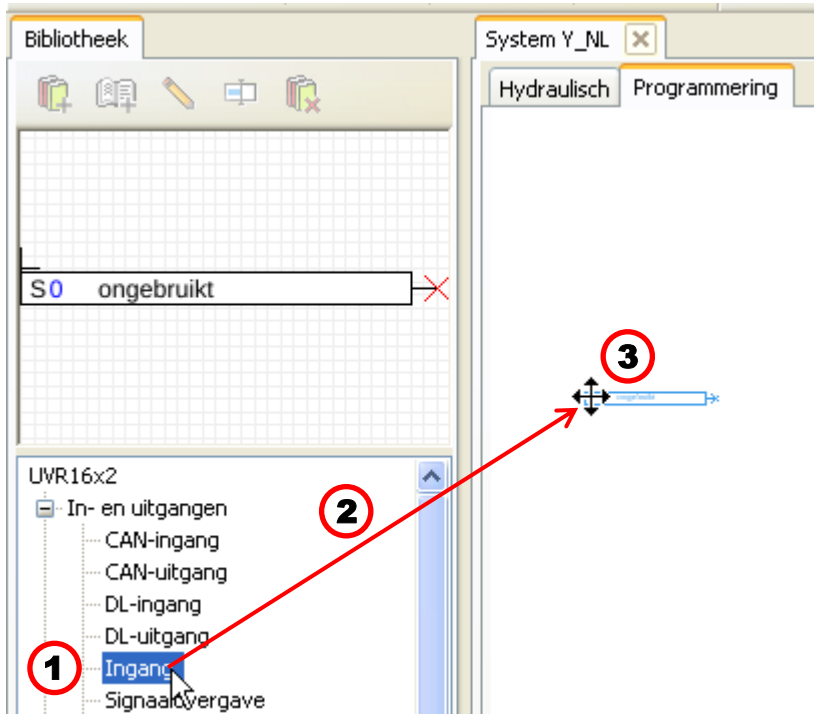 Bibliotheek
System Y_NL
Hydraulisch
Programmering
S0 ongebruikt
3
ongebruikt
UVR16x2
In- en uitgangen
2
CAN-ingang
CAN-uitgang
DL-ingang
DL-uitgang
1
Ingang